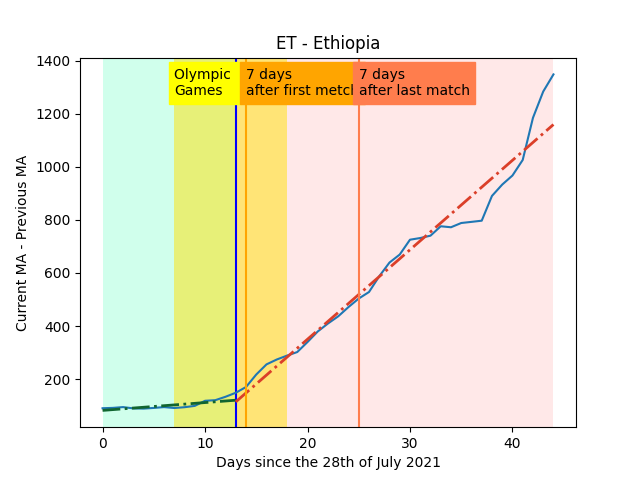 ET - Ethiopia
Olympic
Games
7 days
after first metch
7 days
after last match
1400
1200
1000
800
600
400
200
Current MA - Previous MA
0
10
20
30
40
Days since the 28th of July 2021